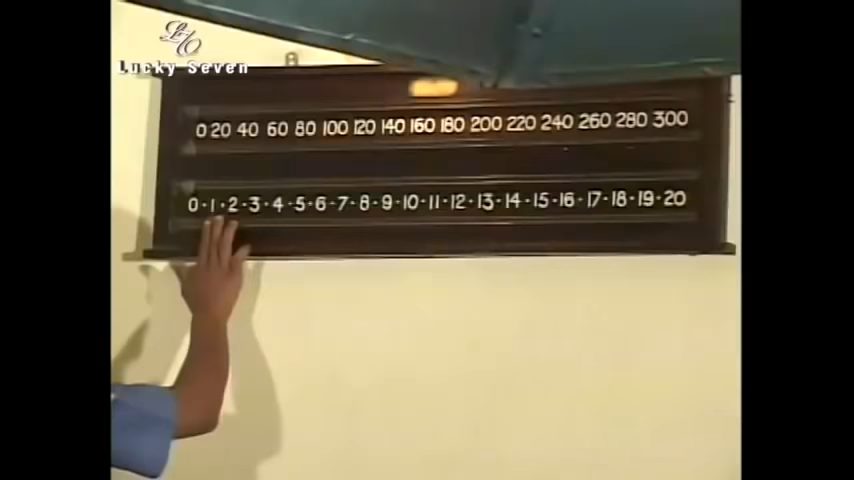 Lucky Seven
0 20 40 60 80 100 120 140 160 180 200 220 240 260 280 300
0 · 1 · 2 · 3 · 4 · 5 · 6 · 7 · 8 · 9 · 10 · 11 · 12 · 13 · 14 · 15 · 16 · 17 · 18 · 19 · 20